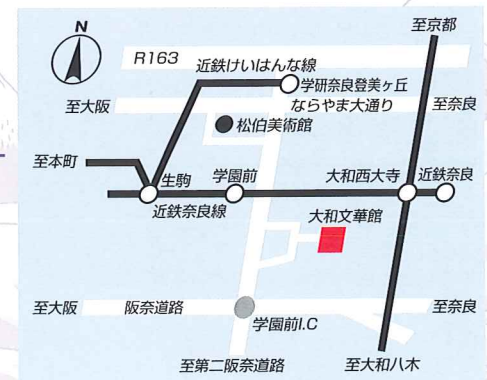 至京都
N
R163
近鉄けいはんな線
学研奈良登美ヶ丘
至大阪
ならやま大通り
至奈良
松伯美術館
至本町
生駒
学園前
大和西大寺
近鉄奈良
近鉄奈良線
大和文華館
至大阪
阪奈道路
至奈良
学園前I.C
至第二阪奈道路
至大和八木